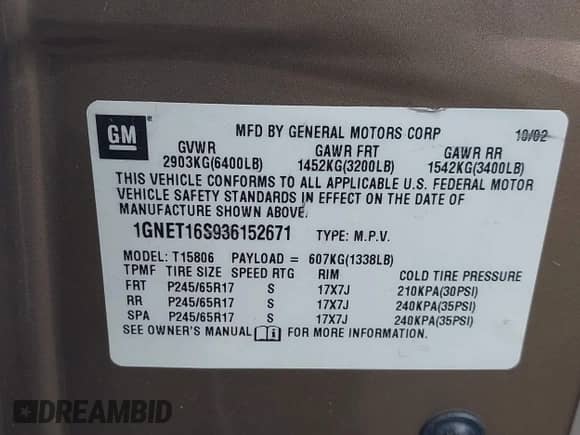 GM
MFD BY GENERAL MOTORS CORP 10/02
GVWR GAWR FRT GAWR RR
2903KG(6400LB) 1452KG(3200LB) 1542KG(3400LB)
THIS VEHICLE CONFORMS TO ALL APPLICABLE U.S. FEDERAL MOTOR
VEHICLE SAFETY STANDARDS IN EFFECT ON THE DATE OF
MANUFACTURE SHOWN ABOVE.
1GNET16S936152671 TYPE: M.P.V.
MODEL: T15806 PAYLOAD = 607KG(1338LB)
TPMF TIRE SIZE SPEED RTG RIM COLD TIRE PRESSURE
FRT P245/65R17 S 17X7J 210KPA(30PSI)
RR P245/65R17 S 17X7J 240KPA(35PSI)
SPA P245/65R17 S 17X7J 240KPA(35PSI)
SEE OWNER'S MANUAL i FOR MORE INFORMATION.
DREAMBID